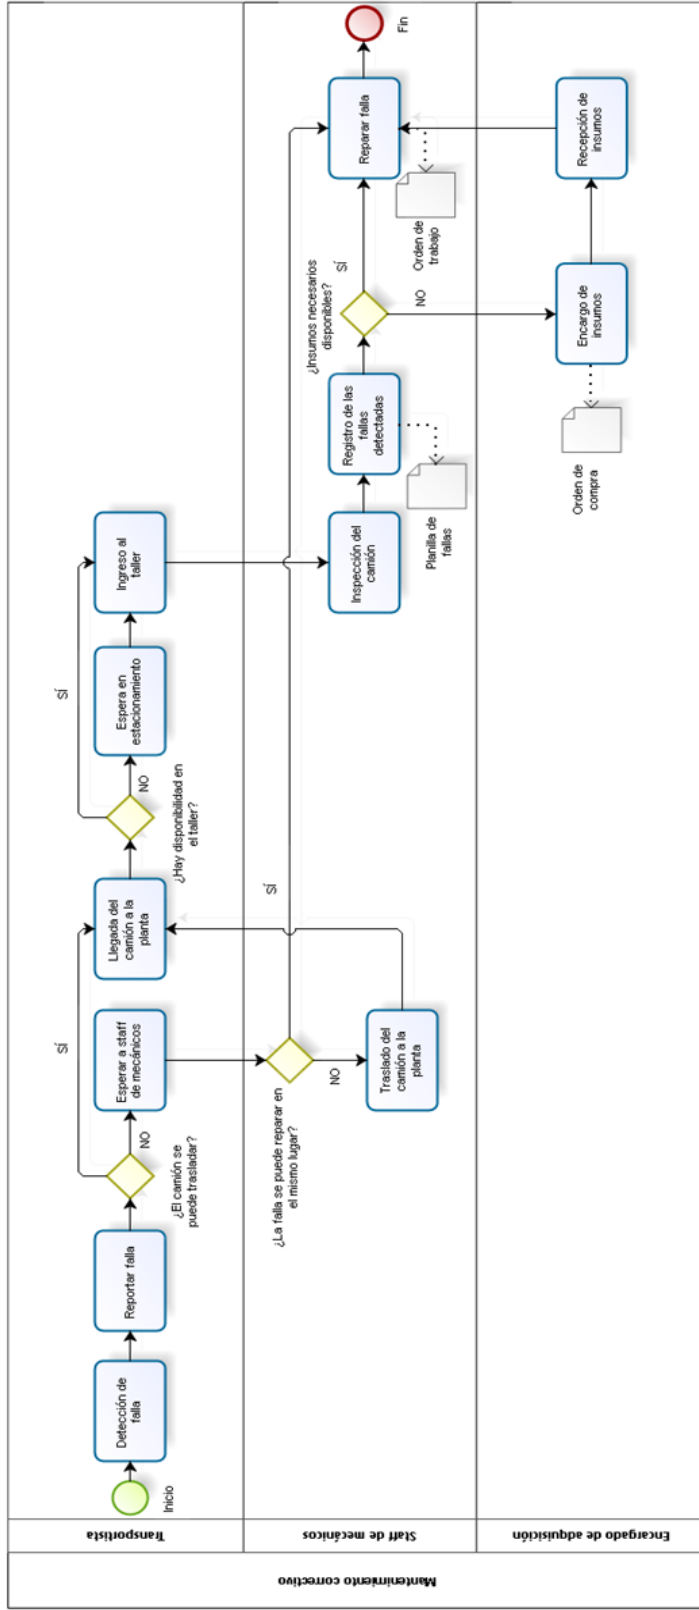 Mantenimiento correctivo
Transportista
Inicio
Detección de
falla
Reportar falla
¿El camión se
puede trasladar?
SÍ
NO
Esperar a staff
de mecánicos
Llegada del
camión a la
planta
¿Hay disponibilidad en
el taller?
SÍ
NO
Espera en
estacionamiento
Ingreso al
taller
Staff de mecánicos
¿La falla se puede reparar en
el mismo lugar?
SÍ
NO
Traslado del
camión a la
planta
Inspección del
camión
Registro de las
fallas
detectadas
Planilla de
fallas
¿Insumos necesarios
disponibles?
SÍ
NO
Reparar falla
Orden de
trabajo
Fin
Encargado de adquisición
Encargo de
insumos
Orden de
compra
Recepción de
insumos